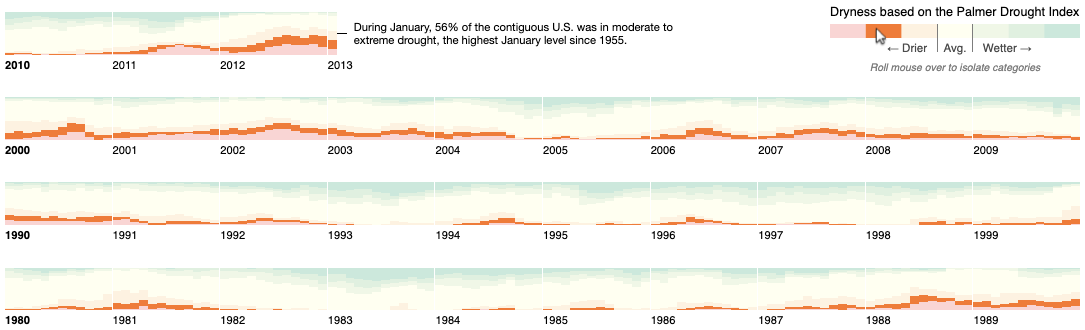 Dryness based on the Palmer Drought Index
← Drier Avg. Wetter →
Roll mouse over to isolate categories
During January, 56% of the contiguous U.S. was in moderate to
extreme drought, the highest January level since 1955.
2010 2011 2012 2013
2000 2001 2002 2003 2004 2005 2006 2007 2008 2009
1990 1991 1992 1993 1994 1995 1996 1997 1998 1999
1980 1981 1982 1983 1984 1985 1986 1987 1988 1989